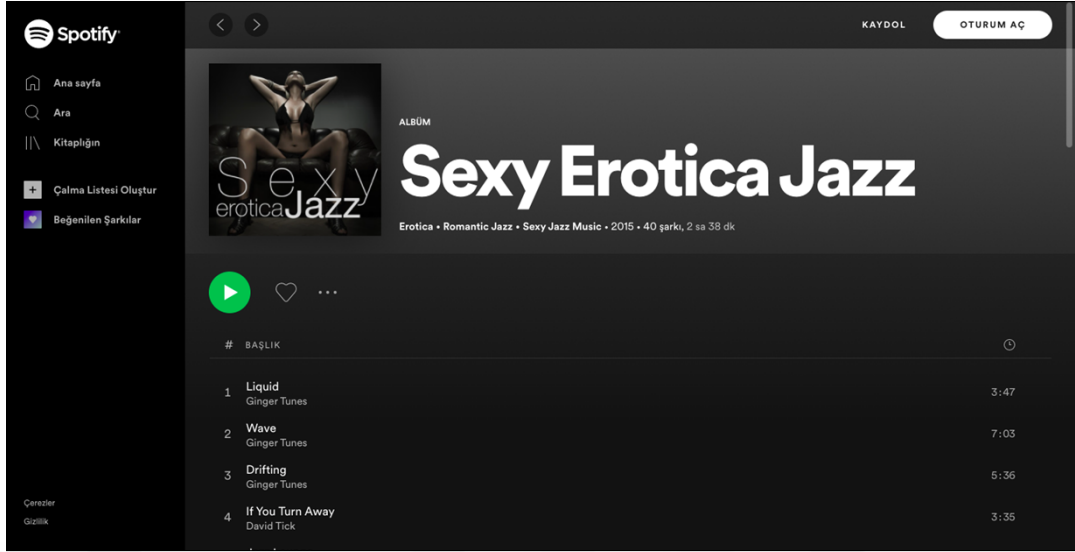 Spotify
Ana sayfa
Ara
Kitaplığın
Çalma Listesi Oluştur
Beğenilen Şarkılar
Çerezler
Gizlilik
KAYDOL
OTURUM AÇ
Sexy
eroticaJazz
ALBÜM
Sexy Erotica Jazz
Erotica • Romantic Jazz • Sexy Jazz Music • 2015 • 40 şarkı, 2 sa 38 dk
# BAŞLIK
1 Liquid 3:47
Ginger Tunes
2 Wave 7:03
Ginger Tunes
3 Drifting 5:36
Ginger Tunes
4 If You Turn Away 3:35
David Tick